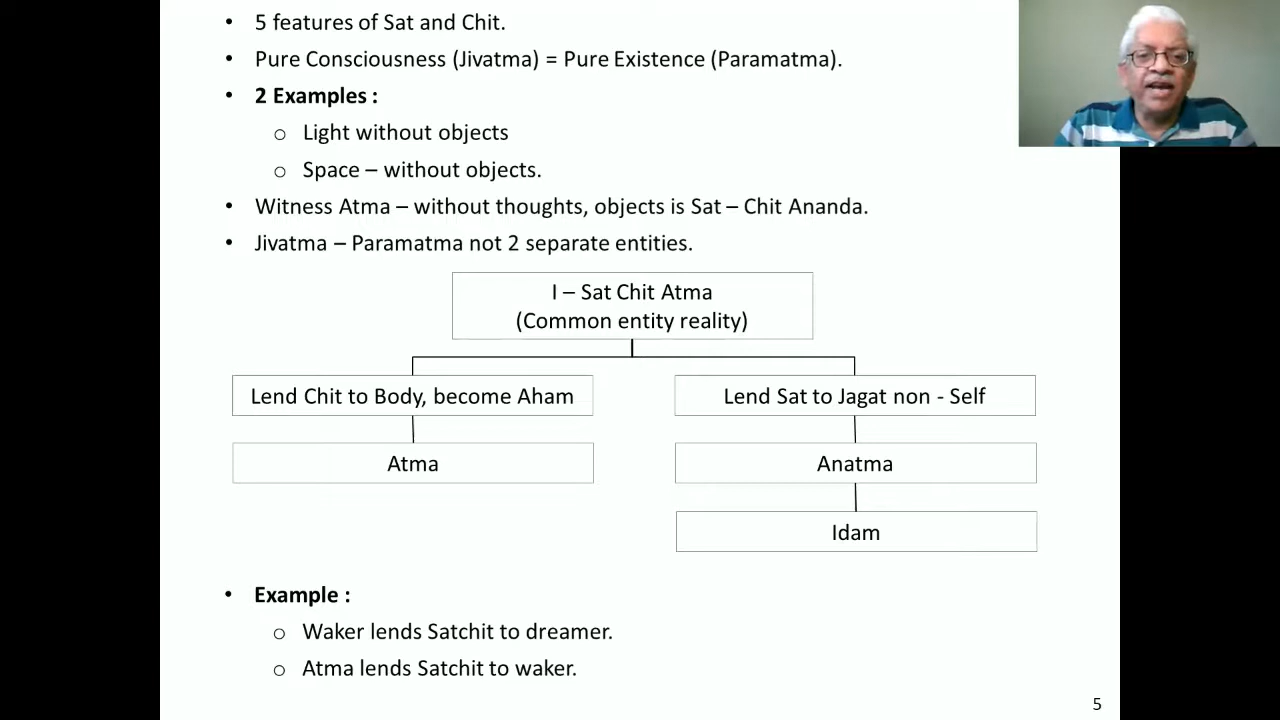 • 5 features of Sat and Chit.
• Pure Consciousness (Jivatma) = Pure Existence (Paramatma).
• 2 Examples :
o Light without objects
o Space – without objects.
• Witness Atma – without thoughts, objects is Sat – Chit Ananda.
• Jivatma – Paramatma not 2 separate entities.
I – Sat Chit Atma
(Common entity reality)
Lend Chit to Body, become Aham
Lend Sat to Jagat non - Self
Atma
Anatma
Idam
• Example :
o Waker lends Satchit to dreamer.
o Atma lends Satchit to waker.
5